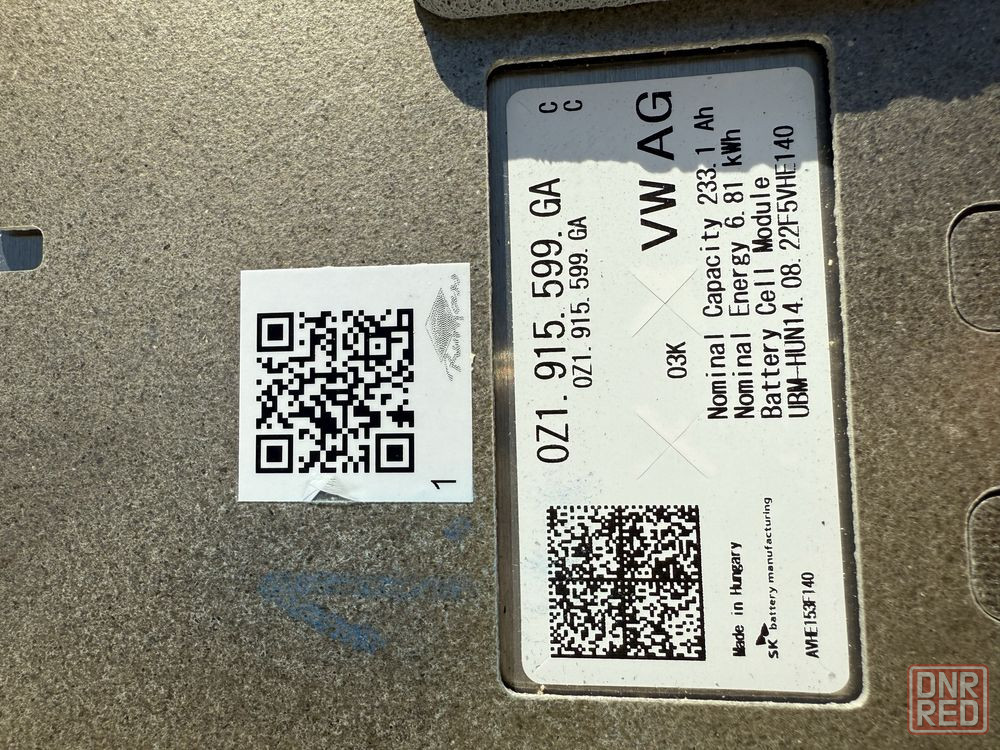 0Z1. 915. 599. GA
C
0Z1. 915. 599. GA
C
VW AG
03K
Nominal Capacity 233.1 Ah
Nominal Energy 6.81 kWh
Battery Cell Module
UBM-HUN14. 08. 22F5VHE140
Made in Hungary
SK battery manufacturing
AVHE153F140
1
DNR
RED